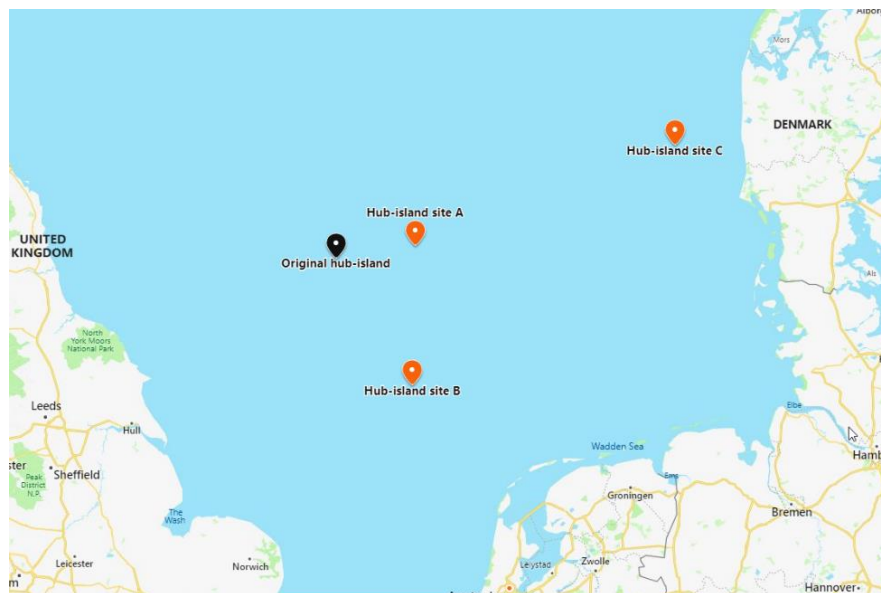 Ålbor
Mors
DENMARK
Hub-island site C
Hub-island site A
UNITED
KINGDOM
Original hub-island
Als
North
York Moors
National Park
Hub-island site B
Leeds
Elbe
Hull
Hamb
Wadden Sea
ster
Sheffield
Peak
District
N.P.
Ems
Groningen
Bremen
The
Wash
Leicester
Norwich
Lelystad
Zwolle
m
Hannover